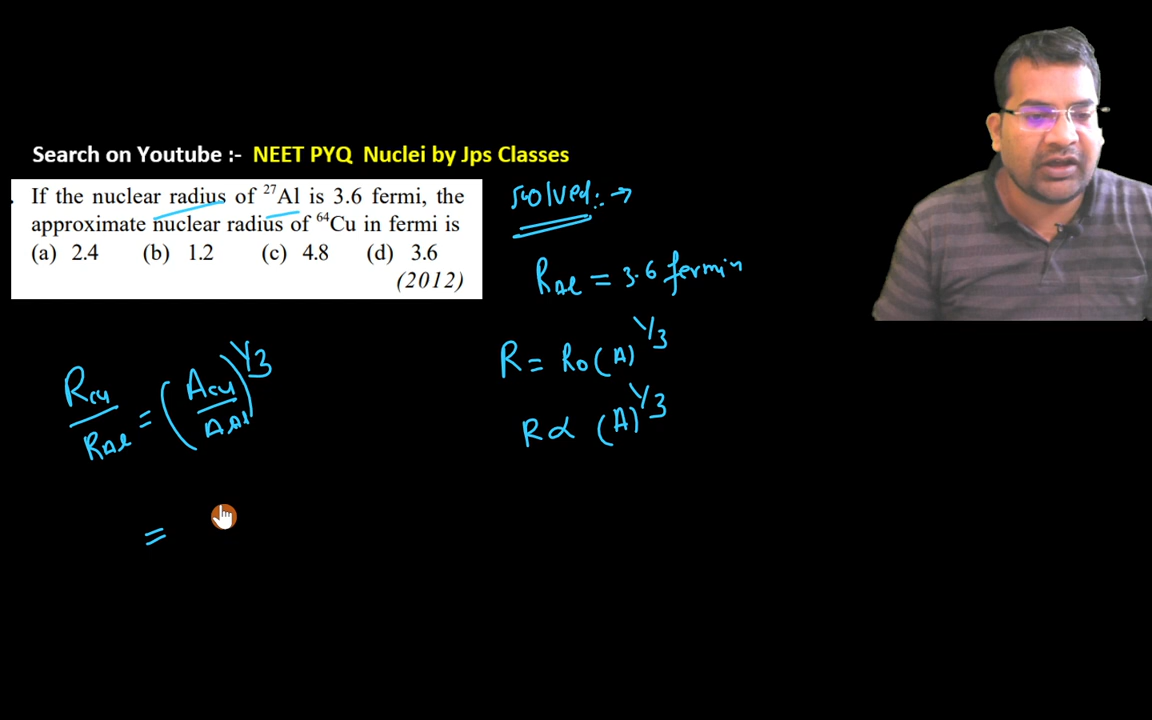 Search on Youtube :- NEET PYQ Nuclei by Jps Classes
. If the nuclear radius of ²⁷Al is 3.6 fermi, the
approximate nuclear radius of ⁶⁴Cu in fermi is
(a) 2.4 (b) 1.2 (c) 4.8 (d) 3.6
(2012)
Solved:→
R_Al = 3.6 fermin
R = R₀(A)^1/3
R ∝ (A)^1/3
R_Cu / R_Al = (A_Cu / A_Al)^1/3
=